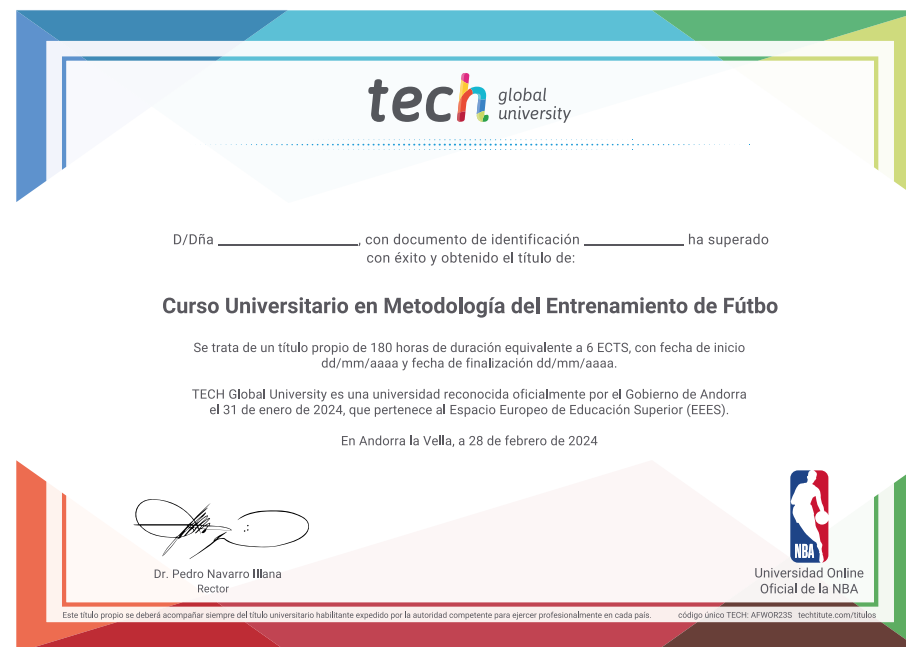 tech global university
D/Dña ____________________, con documento de identificación ______________ ha superado
con éxito y obtenido el título de:
Curso Universitario en Metodología del Entrenamiento de Fútbo
Se trata de un título propio de 180 horas de duración equivalente a 6 ECTS, con fecha de inicio
dd/mm/aaaa y fecha de finalización dd/mm/aaaa.
TECH Global University es una universidad reconocida oficialmente por el Gobierno de Andorra
el 31 de enero de 2024, que pertenece al Espacio Europeo de Educación Superior (EEES).
En Andorra la Vella, a 28 de febrero de 2024
Dr. Pedro Navarro Illana
Rector
NBA
Universidad Online
Oficial de la NBA
Este título propio se deberá acompañar siempre del título universitario habilitante expedido por la autoridad competente para ejercer profesionalmente en cada país.
código único TECH: AFWOR23S techtitute.com/titulos